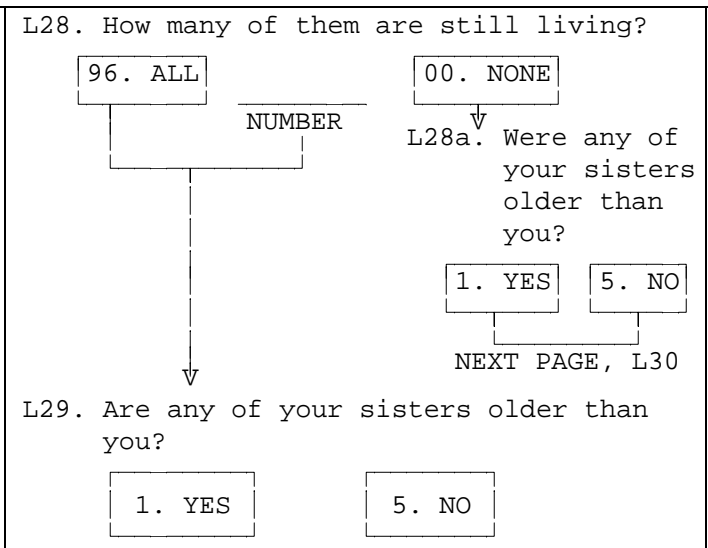 L28. How many of them are still living?
96. ALL
00. NONE
NUMBER
L28a. Were any of
your sisters
older than
you?
1. YES
5. NO
NEXT PAGE, L30
L29. Are any of your sisters older than
you?
1. YES
5. NO